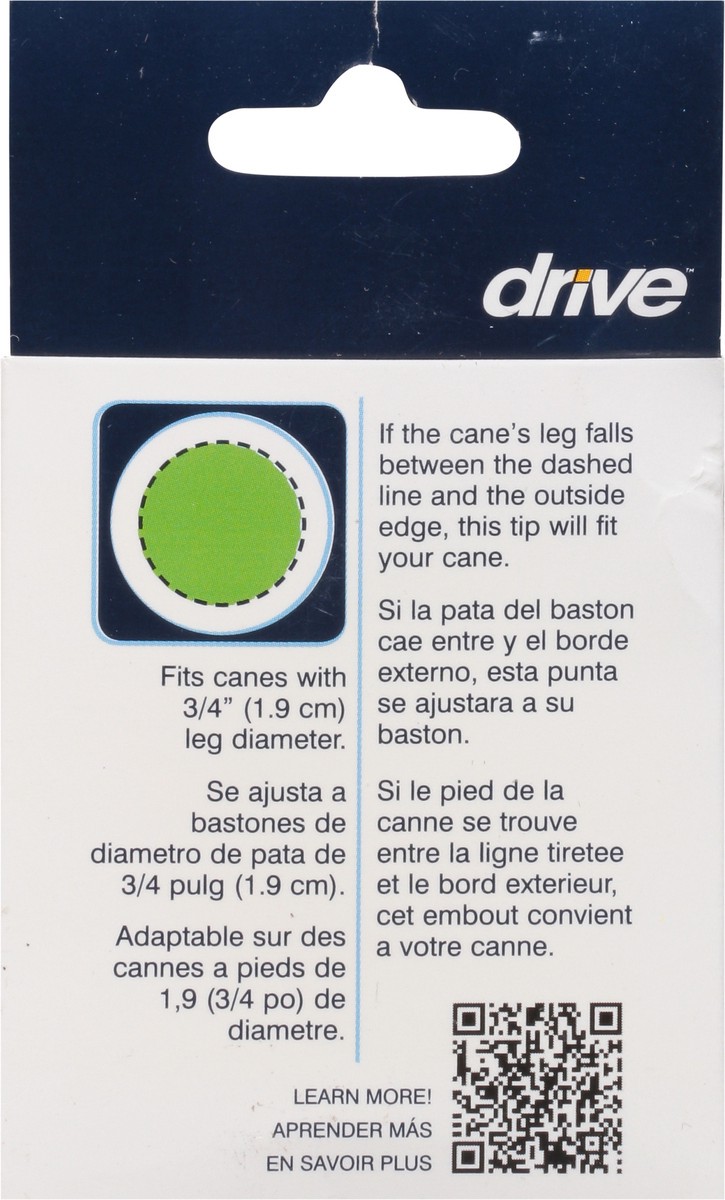 drive™
If the cane's leg falls
between the dashed
line and the outside
edge, this tip will fit
your cane.
Si la pata del baston
cae entre y el borde
externo, esta punta
se ajustara a su
baston.
Si le pied de la
canne se trouve
entre la ligne tiretee
et le bord exterieur,
cet embout convient
a votre canne.
Fits canes with
3/4” (1.9 cm)
leg diameter.
Se ajusta a
bastones de
diametro de pata de
3/4 pulg (1.9 cm).
Adaptable sur des
cannes a pieds de
1,9 (3/4 po) de
diametre.
LEARN MORE!
APRENDER MÁS
EN SAVOIR PLUS